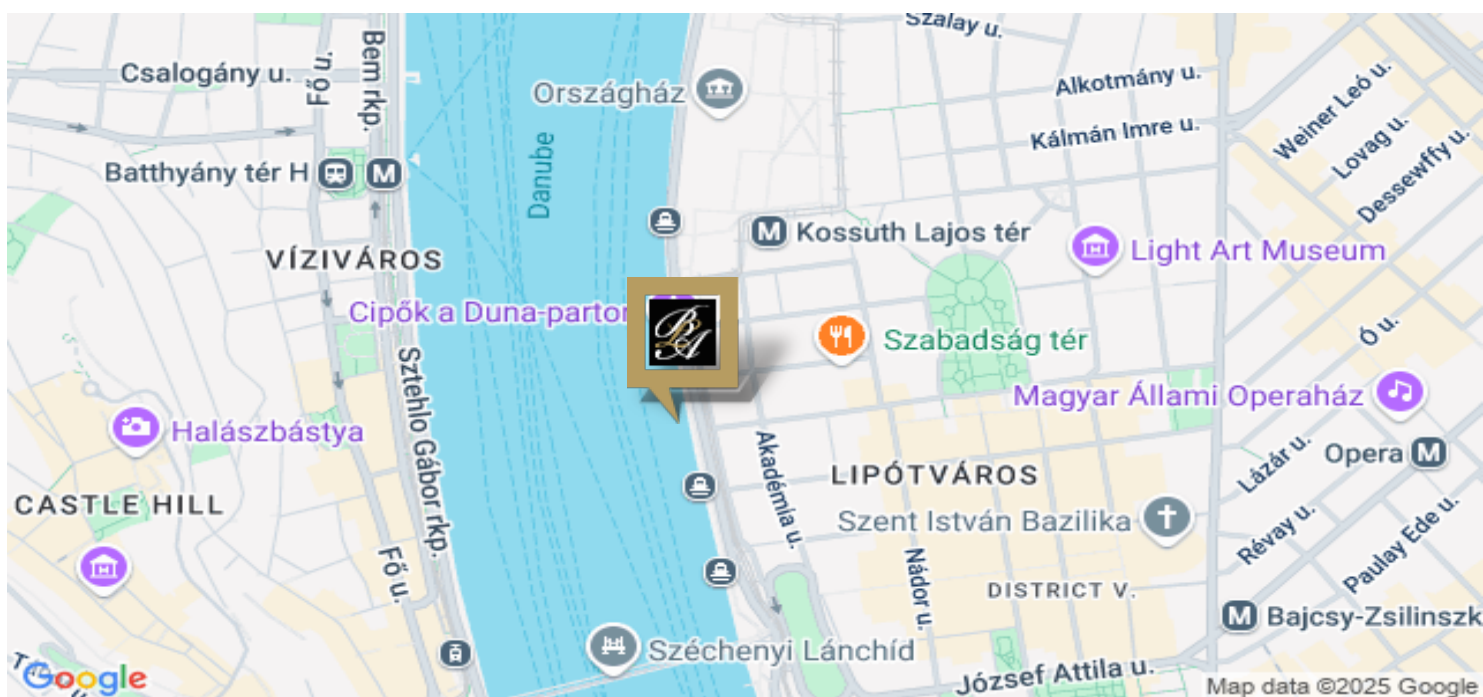 Szalay u.
Csalogány u.
Fő u.
Bem rkp.
Országház
Alkotmány u.
Weiner Leó u.
Kálmán Imre u.
Lovag u.
Dessewffy u.
Batthyány tér H
M
Danube
M
Kossuth Lajos tér
Light Art Museum
VÍZIVÁROS
Cipők a Duna-parton
Szabadság tér
Ó u.
Sztehlo Gábor rkp.
Magyar Állami Operaház
Halászbástya
Akadémia u.
Lázár u.
Opera
M
CASTLE HILL
LIPÓTVÁROS
Szent István Bazilika
Révay u.
Paulay Ede u.
Fő u.
Nádor u.
DISTRICT V.
M
Bajcsy-Zsilinszk
Széchenyi Lánchíd
József Attila u.
Google
Map data ©2025 Google